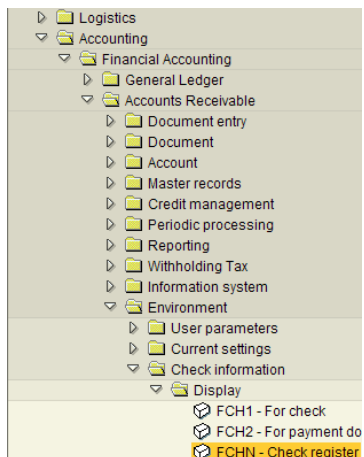 Logistics
Accounting
Financial Accounting
General Ledger
Accounts Receivable
Document entry
Document
Account
Master records
Credit management
Periodic processing
Reporting
Withholding Tax
Information system
Environment
User parameters
Current settings
Check information
Display
FCH1 - For check
FCH2 - For payment do
FCHN - Check register